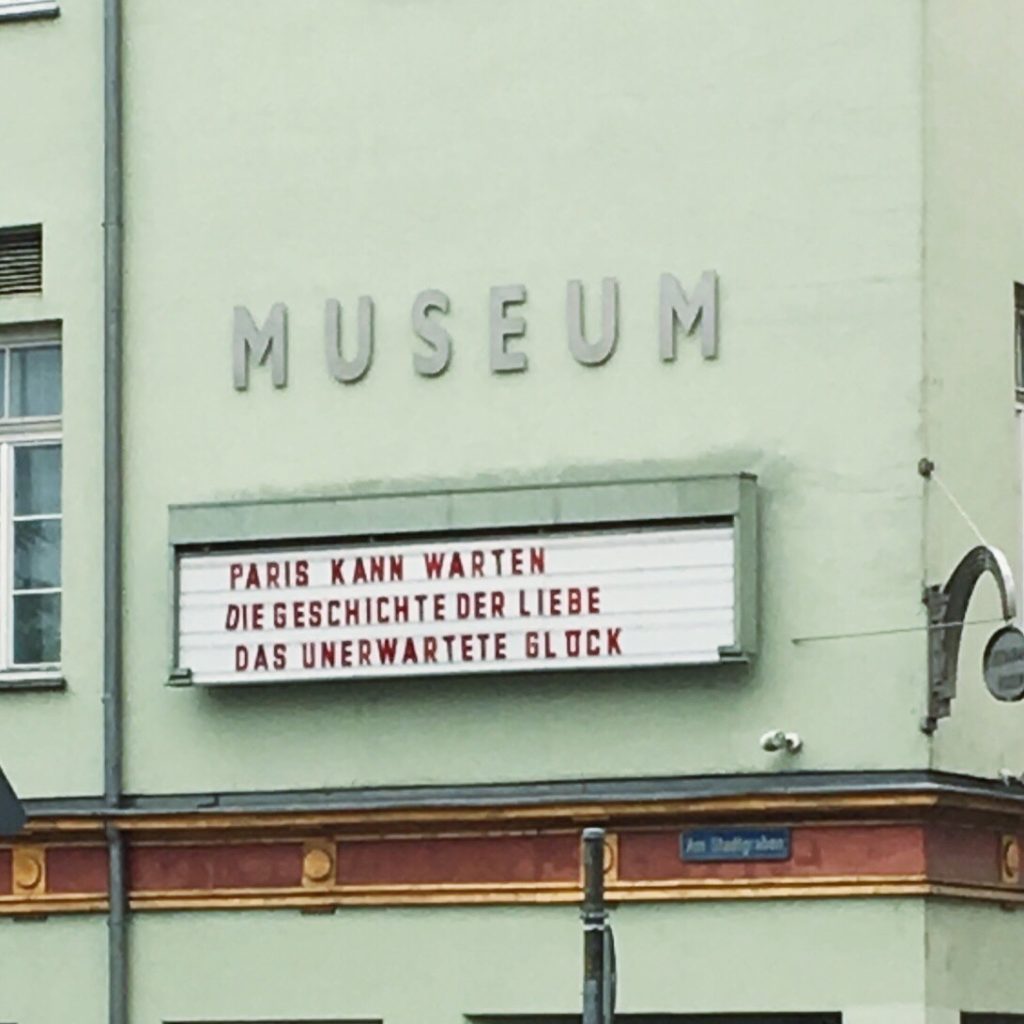 MUSEUM
PARIS KANN WARTEN
DIE GESCHICHTE DER LIEBE
DAS UNERWARTETE GLÜCK
Am Stadtgraben